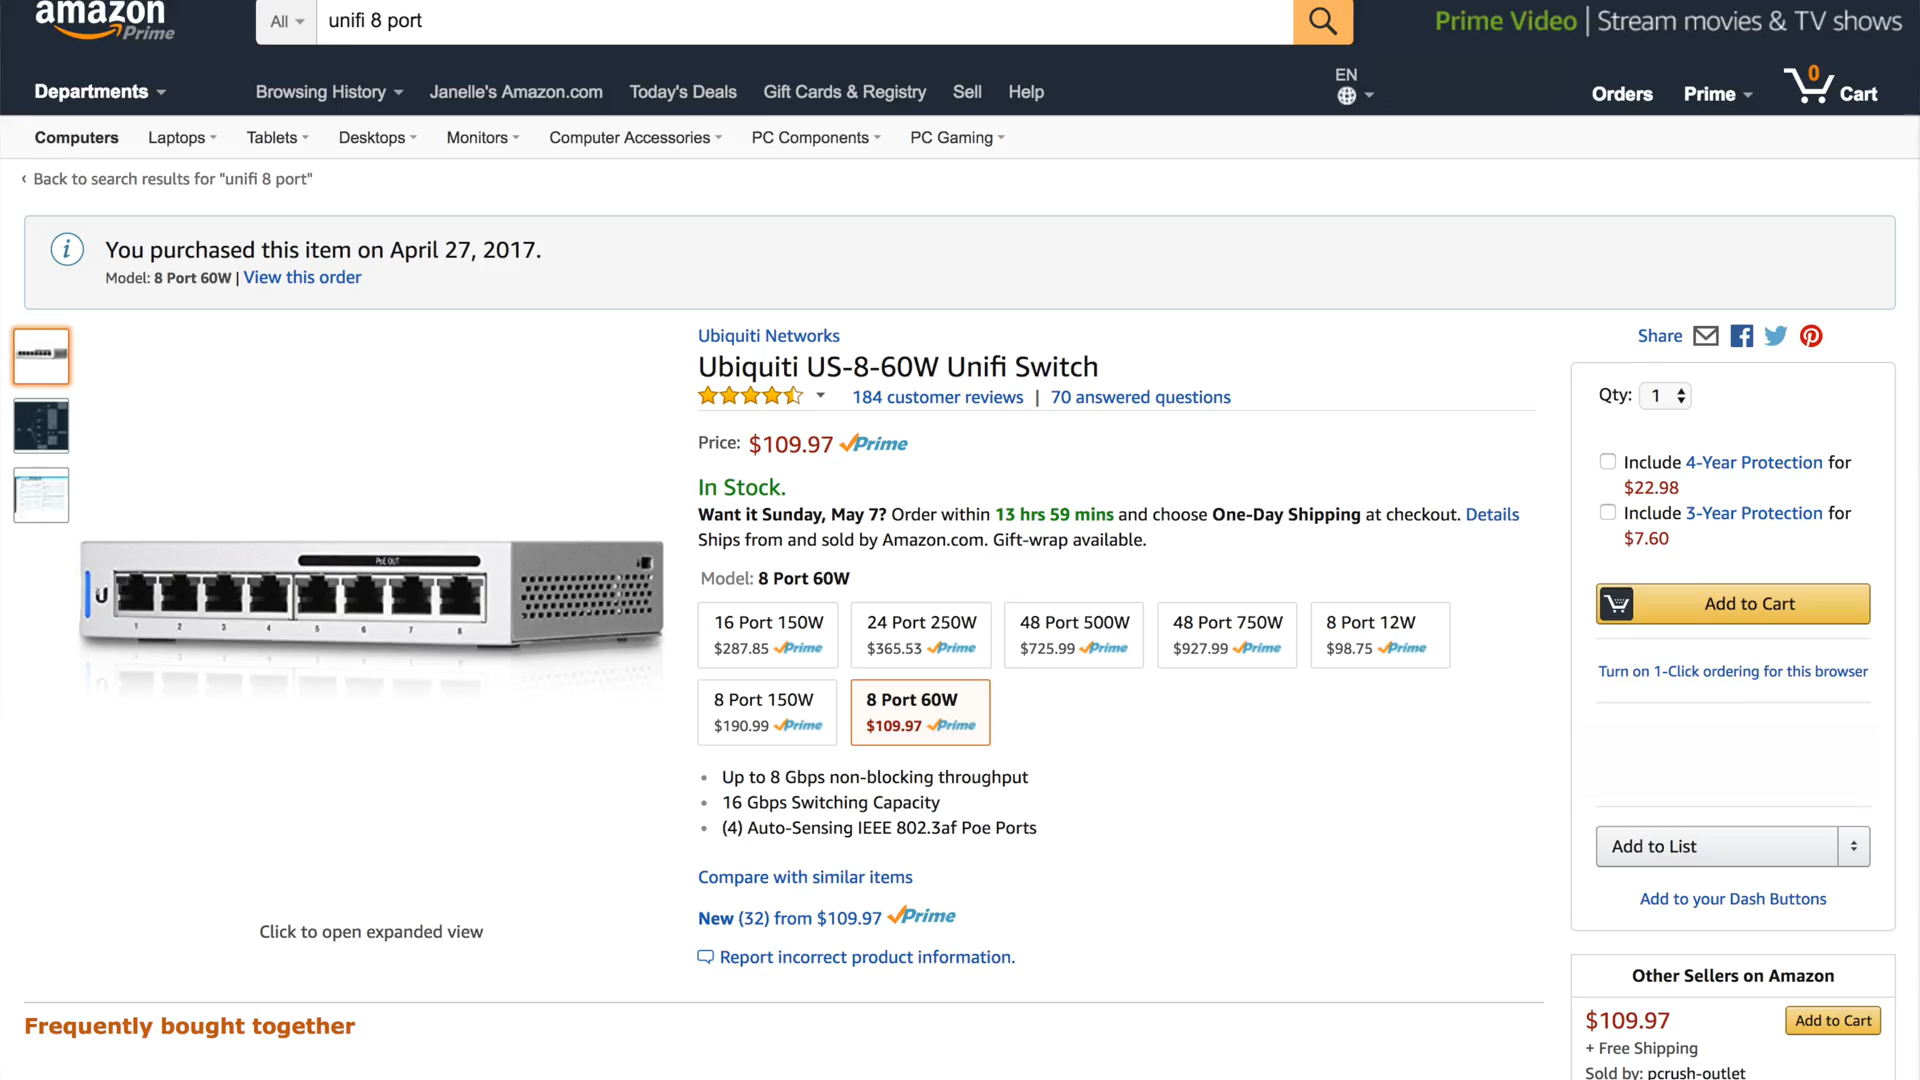 amazon
Prime
All
unifi 8 port
Prime Video | Stream movies & TV shows
Departments
Browsing History
Janelle's Amazon.com
Today's Deals
Gift Cards & Registry
Sell
Help
EN
Orders
Prime
0
Cart
Computers
Laptops
Tablets
Desktops
Monitors
Computer Accessories
PC Components
PC Gaming
‹ Back to search results for "unifi 8 port"
You purchased this item on April 27, 2017.
Model: 8 Port 60W | View this order
Ubiquiti Networks
Ubiquiti US-8-60W Unifi Switch
184 customer reviews | 70 answered questions
Price: $109.97 Prime
In Stock.
Want it Sunday, May 7? Order within 13 hrs 59 mins and choose One-Day Shipping at checkout. Details
Ships from and sold by Amazon.com. Gift-wrap available.
Model: 8 Port 60W
16 Port 150W
$287.85 Prime
24 Port 250W
$365.53 Prime
48 Port 500W
$725.99 Prime
48 Port 750W
$927.99 Prime
8 Port 12W
$98.75 Prime
8 Port 150W
$190.99 Prime
8 Port 60W
$109.97 Prime
• Up to 8 Gbps non-blocking throughput
• 16 Gbps Switching Capacity
• (4) Auto-Sensing IEEE 802.3af Poe Ports
Compare with similar items
New (32) from $109.97 Prime
Report incorrect product information.
PoE OUT
1 2 3 4 5 6 7 8
Click to open expanded view
Share
Qty: 1
Include 4-Year Protection for
$22.98
Include 3-Year Protection for
$7.60
Add to Cart
Turn on 1-Click ordering for this browser
Add to List
Add to your Dash Buttons
Other Sellers on Amazon
$109.97
Add to Cart
+ Free Shipping
Sold by: pcrush-outlet
Frequently bought together